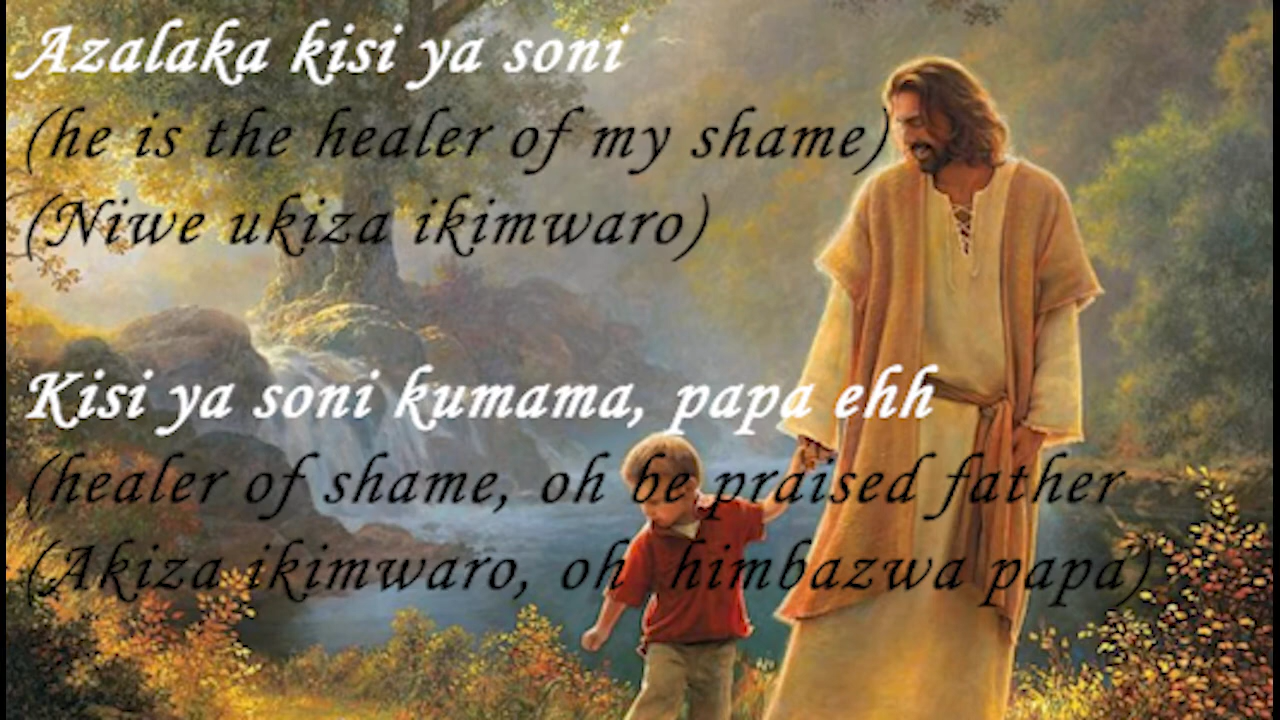 Azalaka kisi ya soni
(he is the healer of my shame)
(Niwe ukiza ikimwaro)
Kisi ya soni kumama, papa ehh
(healer of shame, oh be praised father
(Akiza ikimwaro, oh himbazwa papa)